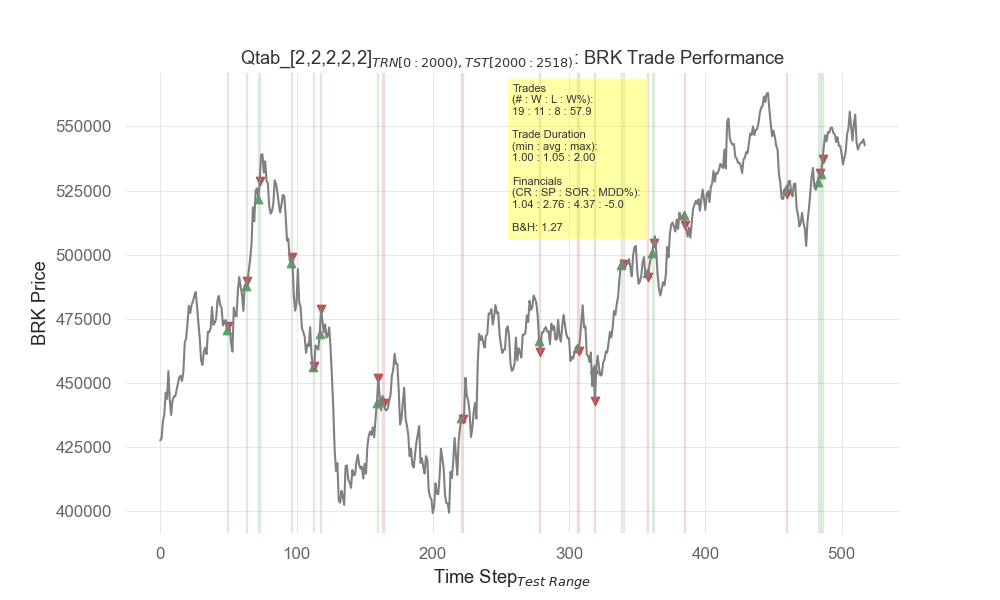 Qtab_[2,2,2,2,2]TRN[0:2000),TST[2000:2518): BRK Trade Performance
Trades
(# : W : L : W%):
19 : 11 : 8 : 57.9
Trade Duration
(min : avg : max):
1.00 : 1.05 : 2.00
Financials
(CR : SP : SOR : MDD%):
1.04 : 2.76 : 4.37 : -5.0
B&H: 1.27
BRK Price
550000
525000
500000
475000
450000
425000
400000
0 100 200 300 400 500
Time StepTest Range